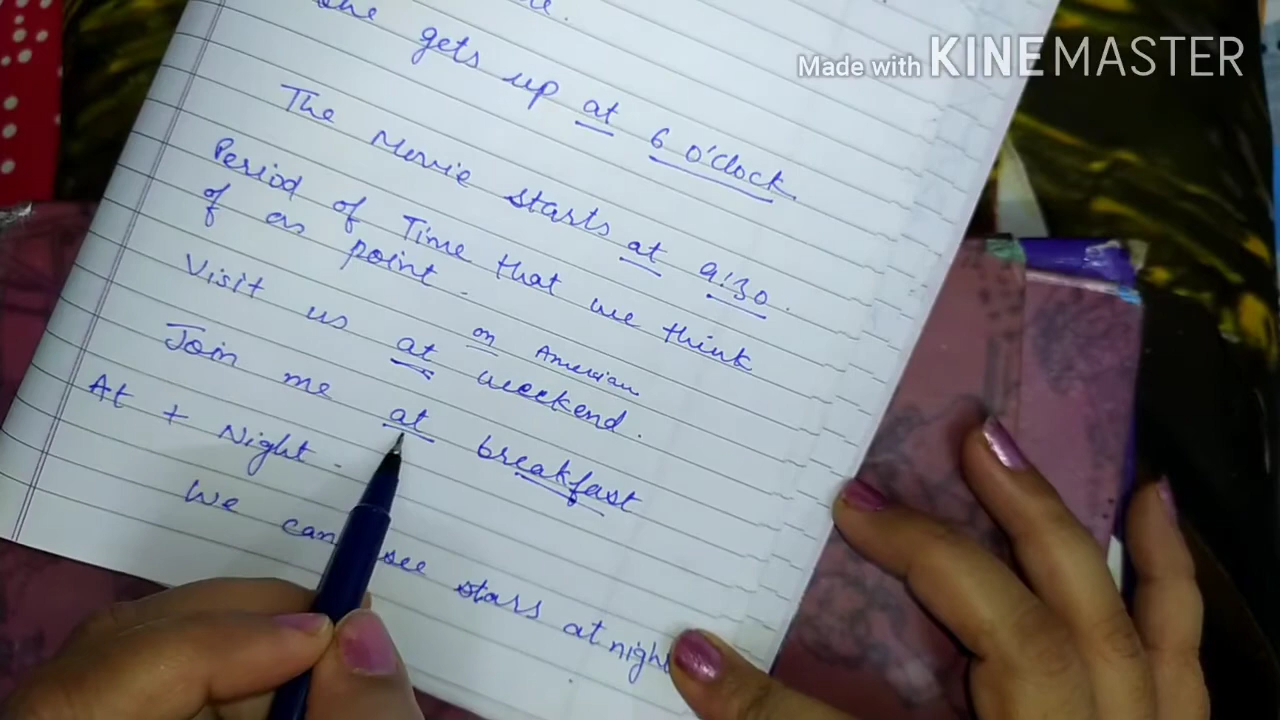 Made with KINEMASTER
she gets up at 6 O'clock.
The Movie starts at 9:30.
Period of Time that we think
of as point.
on American
Visit us at weekend.
Join me at breakfast
At + Night.
We can see stars at night